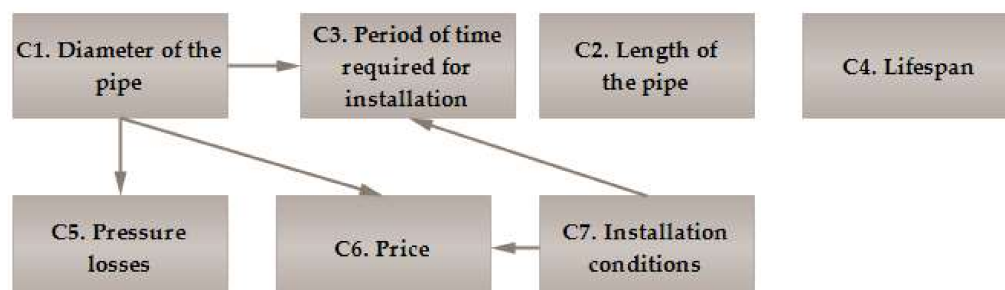 C1. Diameter of the
pipe
C3. Period of time
required for
installation
C2. Length of
the pipe
C4. Lifespan
C5. Pressure
losses
C6. Price
C7. Installation
conditions